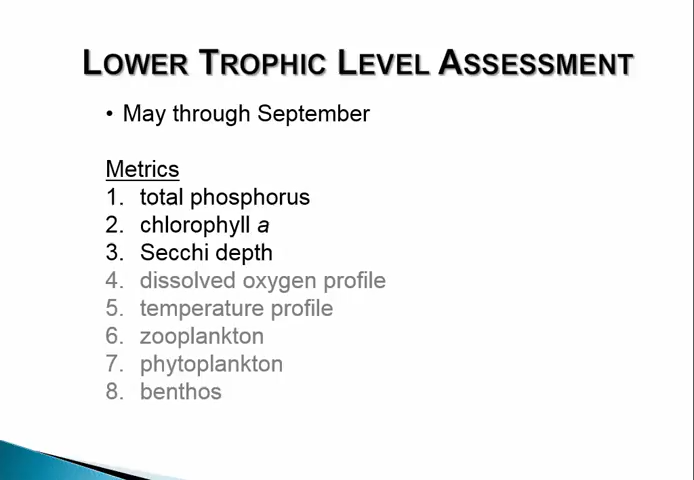 LOWER TROPHIC LEVEL ASSESSMENT
• May through September
Metrics
1. total phosphorus
2. chlorophyll a
3. Secchi depth
4. dissolved oxygen profile
5. temperature profile
6. zooplankton
7. phytoplankton
8. benthos